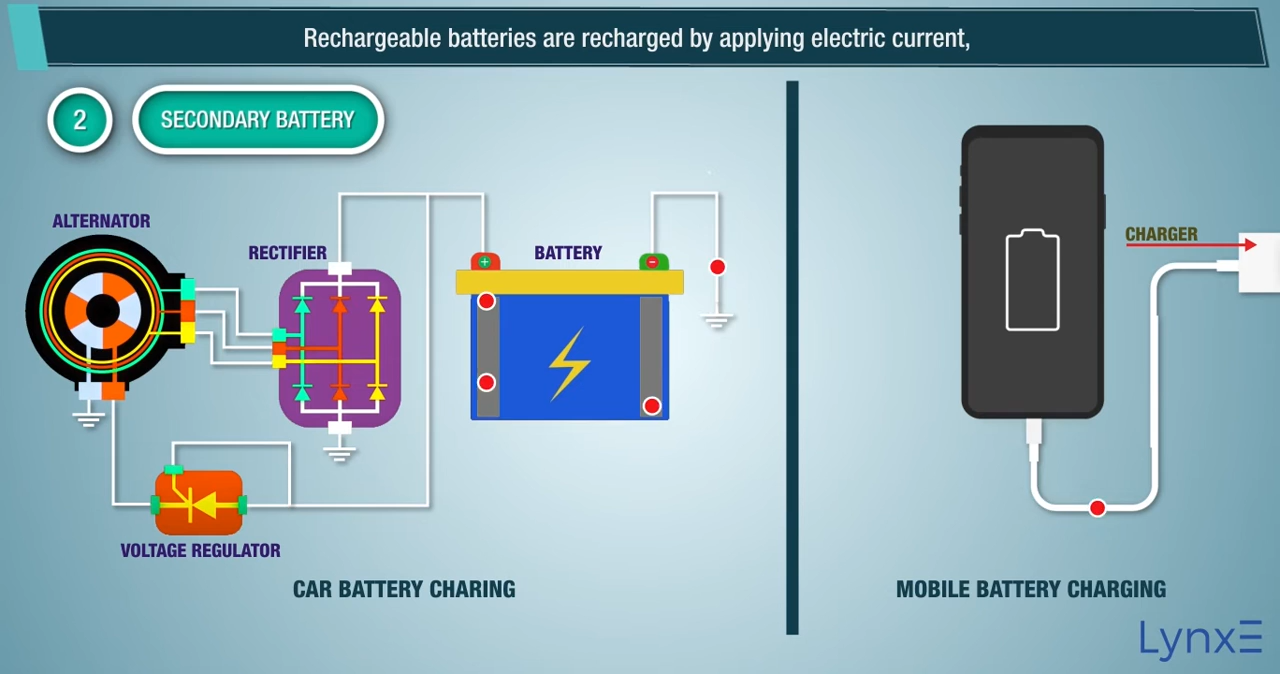 Rechargeable batteries are recharged by applying electric current,
2
SECONDARY BATTERY
ALTERNATOR
RECTIFIER
BATTERY
+
−
CHARGER
VOLTAGE REGULATOR
CAR BATTERY CHARING
MOBILE BATTERY CHARGING
LynxE